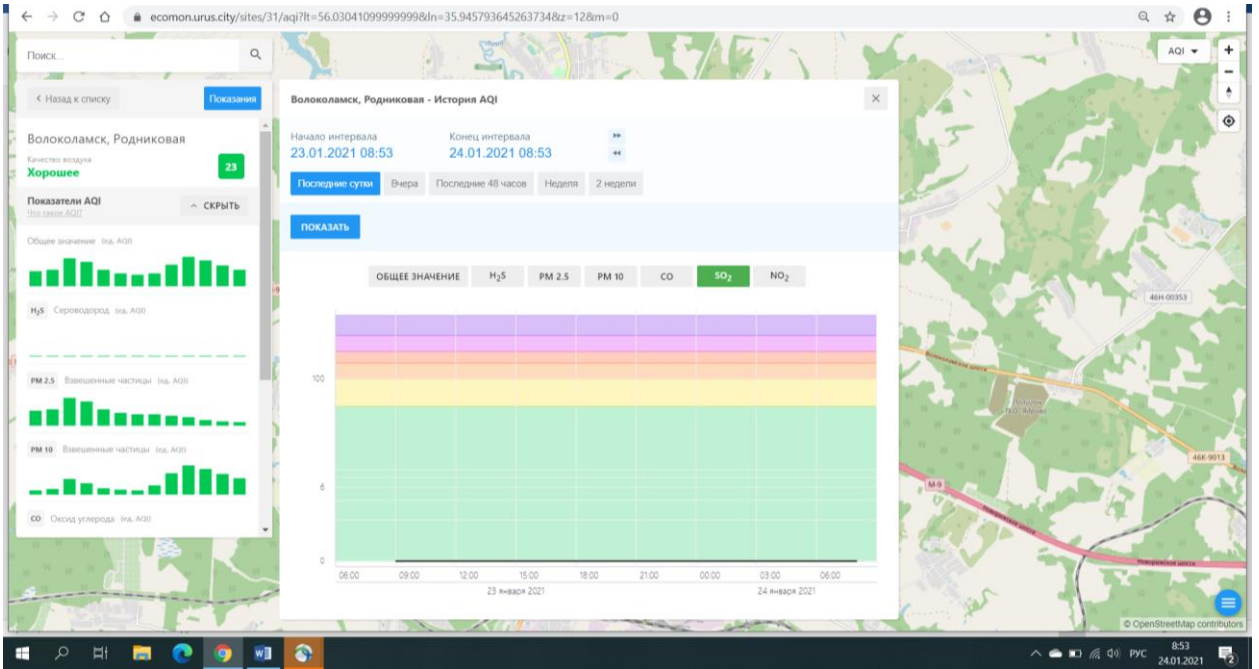 ecomon.urus.city/sites/31/aqi?lt=56.03041099999999&ln=35.945793645263734&z=12&m=0
Поиск...
AQI
Назад к списку
Показания
Волоколамск, Родниковая
Качество воздуха
Хорошее
23
Показатели AQI
Что такое AQI?
СКРЫТЬ
Общее значение (ед. AQI)
H₂S Сероводород (ед. AQI)
PM 2.5 Взвешенные частицы (ед. AQI)
PM 10 Взвешенные частицы (ед. AQI)
CO Оксид углерода (ед. AQI)
Волоколамск, Родниковая - История AQI
Начало интервала Конец интервала
23.01.2021 08:53 24.01.2021 08:53
Последние сутки Вчера Последние 48 часов Неделя 2 недели
ПОКАЗАТЬ
ОБЩЕЕ ЗНАЧЕНИЕ H₂S PM 2.5 PM 10 CO SO₂ NO₂
100
6
0
06:00 09:00 12:00 15:00 18:00 21:00 00:00 03:00 06:00
23 января 2021 24 января 2021
46Н-00353
Волоколамское шоссе
46К-9013
М-9
Новорижское шоссе
Новорижское шоссе
© OpenStreetMap contributors
РУС
8:53
24.01.2021
2